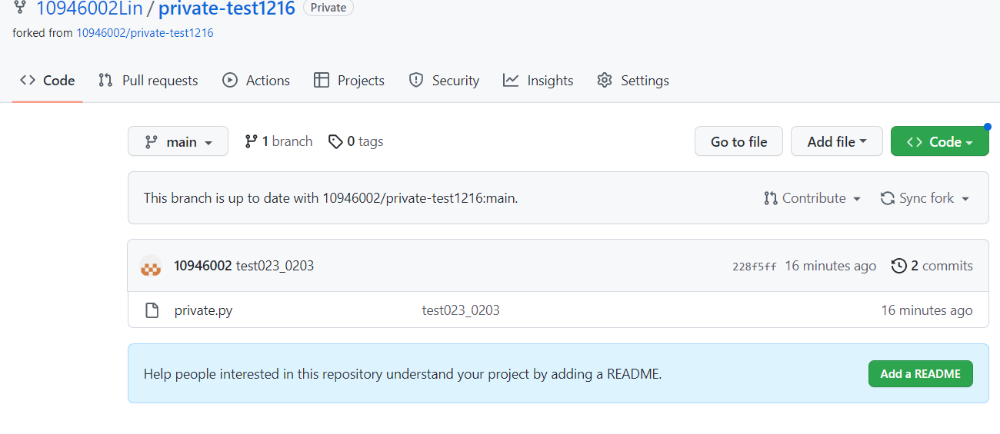 10946002Lin / private-test1216 Private
forked from 10946002/private-test1216
<> Code Pull requests Actions Projects Security Insights Settings
main 1 branch 0 tags Go to file Add file <> Code
This branch is up to date with 10946002/private-test1216:main. Contribute Sync fork
10946002 test023_0203 228f5ff 16 minutes ago 2 commits
private.py test023_0203 16 minutes ago
Help people interested in this repository understand your project by adding a README. Add a README